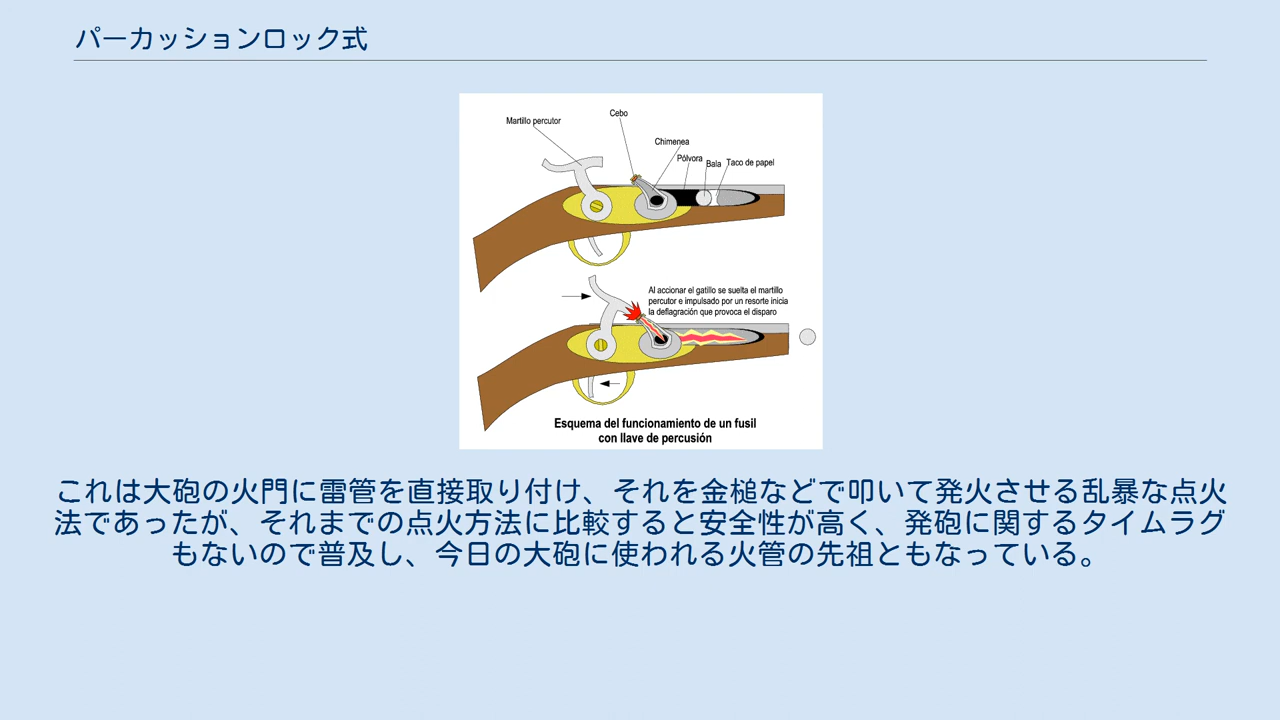 パーカッションロック式
Cebo
Martillo percutor
Chimenea
Pólvora
Bala
Taco de papel
Al accionar el gatillo se suelta el martillo
percutor e impulsado por un resorte inicia
la deflagración que provoca el disparo
Esquema del funcionamiento de un fusil
con llave de percusión
これは大砲の火門に雷管を直接取り付け、それを金槌などで叩いて発火させる乱暴な点火
法であったが、それまでの点火方法に比較すると安全性が高く、発砲に関するタイムラグ
もないので普及し、今日の大砲に使われる火管の先祖ともなっている。